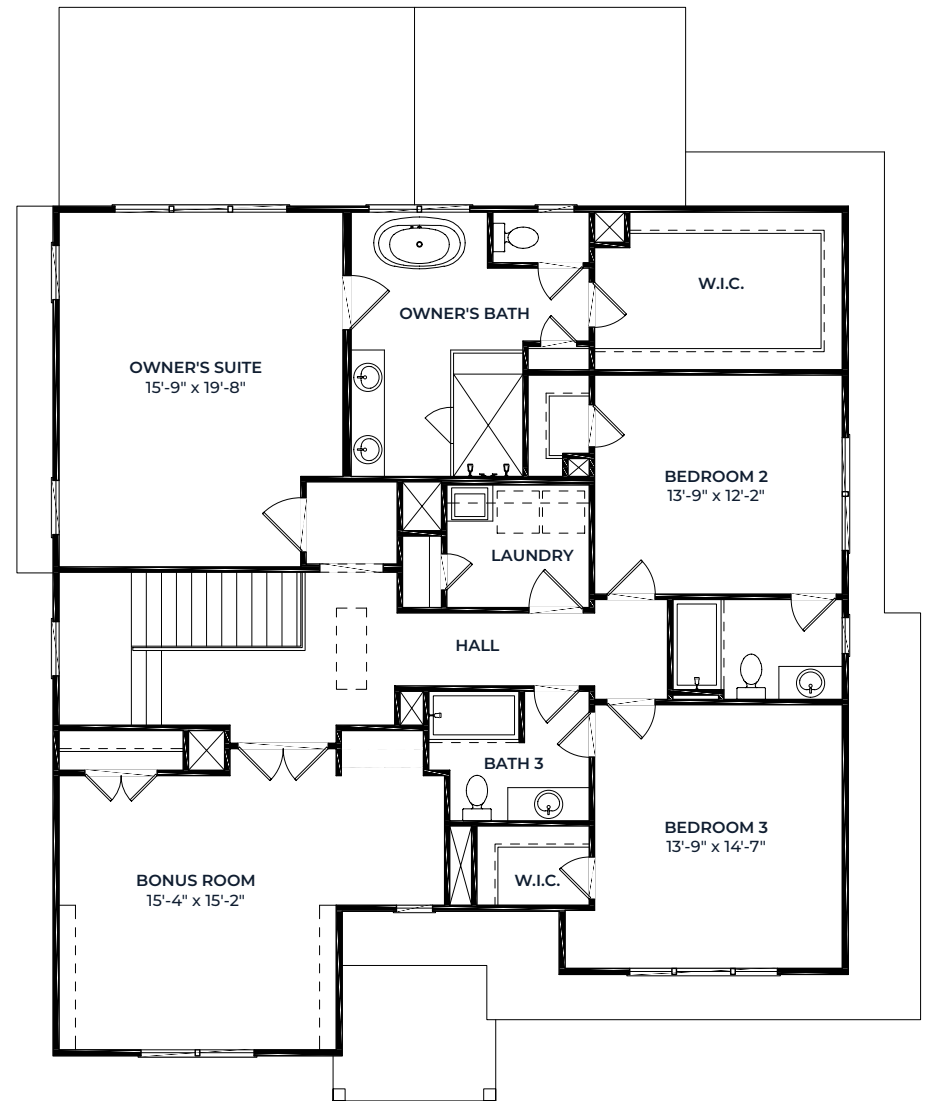 W.I.C.
OWNER'S BATH
OWNER'S SUITE
15'-9" x 19'-8"
BEDROOM 2
13'-9" x 12'-2"
LAUNDRY
HALL
BATH 3
BEDROOM 3
13'-9" x 14'-7"
BONUS ROOM
15'-4" x 15'-2"
W.I.C.